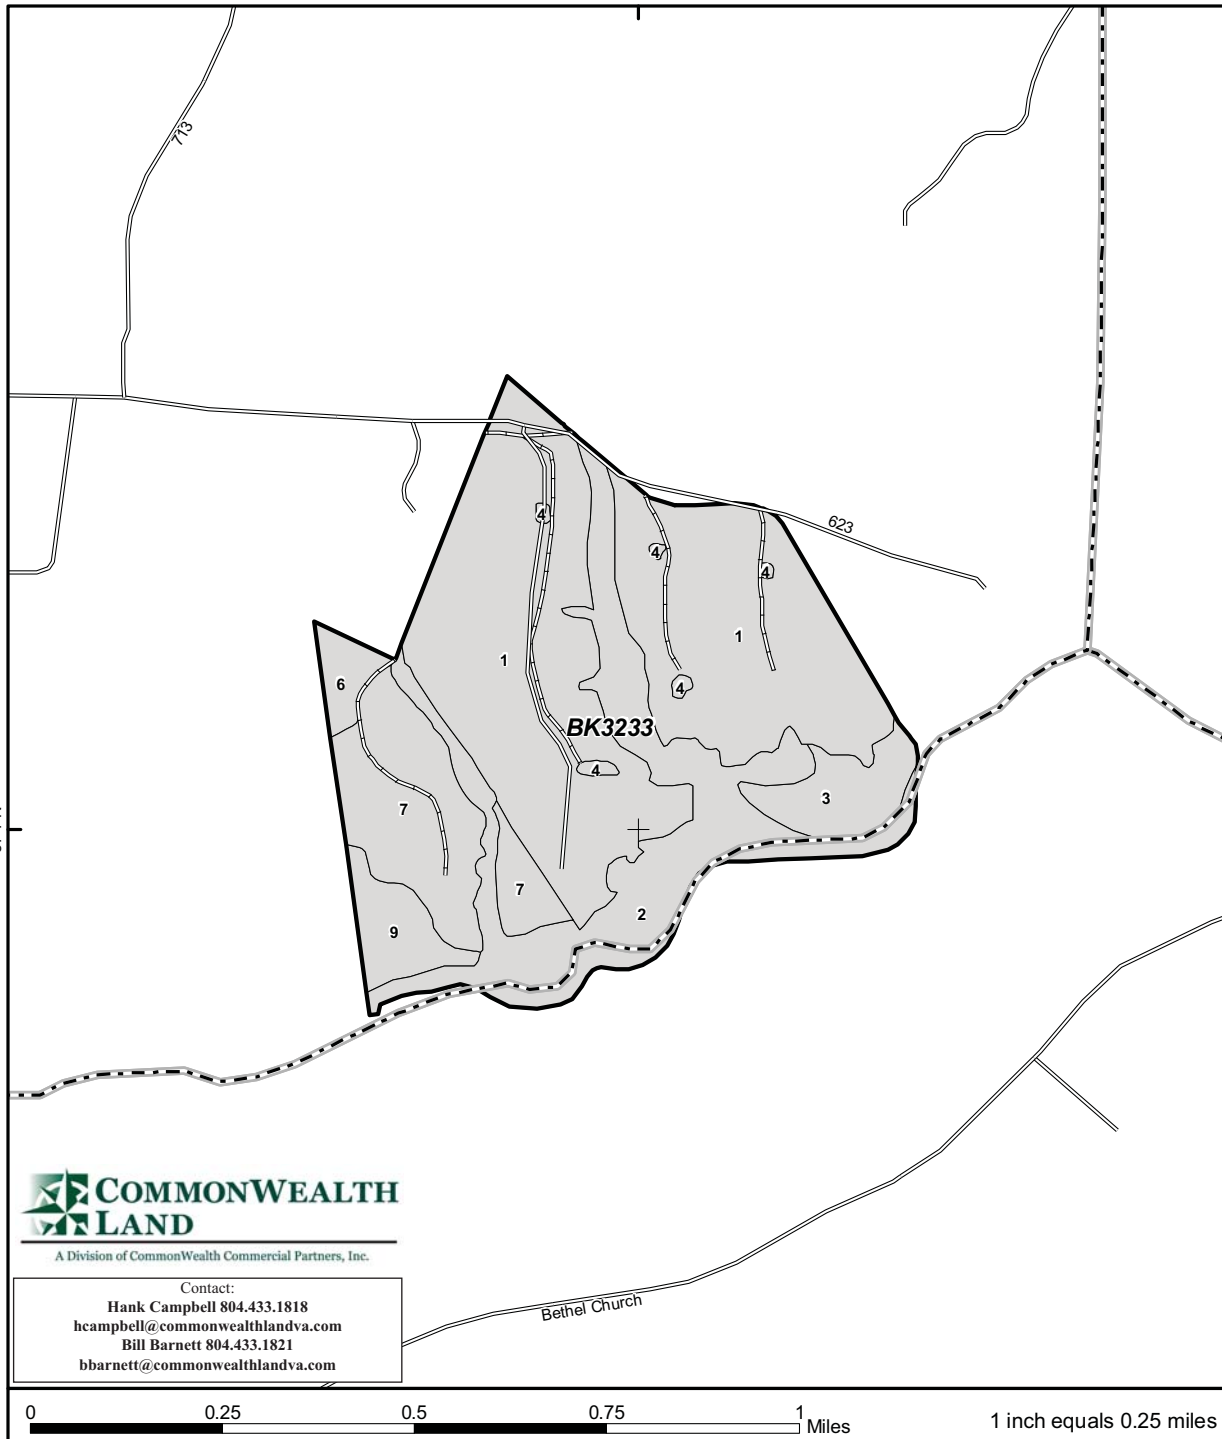 713
623
4
4
4
1
1
6
4
BK3233
4
3
7
7
2
9
COMMONWEALTH
LAND
A Division of CommonWealth Commercial Partners, Inc.
Contact:
Hank Campbell 804.433.1818
hcampbell@commonwealthlandva.com
Bill Barnett 804.433.1821
bbarnett@commonwealthlandva.com
Bethel Church
0 0.25 0.5 0.75 1
Miles
1 inch equals 0.25 miles